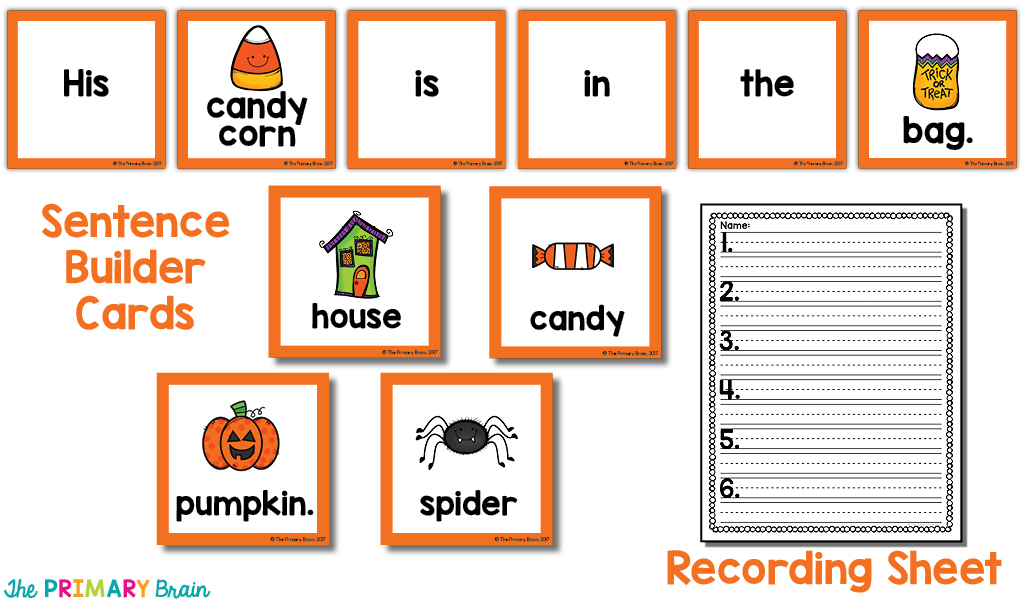 His
candy
corn
is
in
the
TRICK
OR
TREAT
bag.
© The Primary Brain, 2017
© The Primary Brain, 2017
© The Primary Brain, 2017
© The Primary Brain, 2017
© The Primary Brain, 2017
© The Primary Brain, 2017
Sentence
Builder
Cards
house
© The Primary Brain, 2017
candy
© The Primary Brain, 2017
pumpkin.
© The Primary Brain, 2017
spider
© The Primary Brain, 2017
Name:
1.
2.
3.
4.
5.
6.
Recording Sheet
The PRIMARY Brain